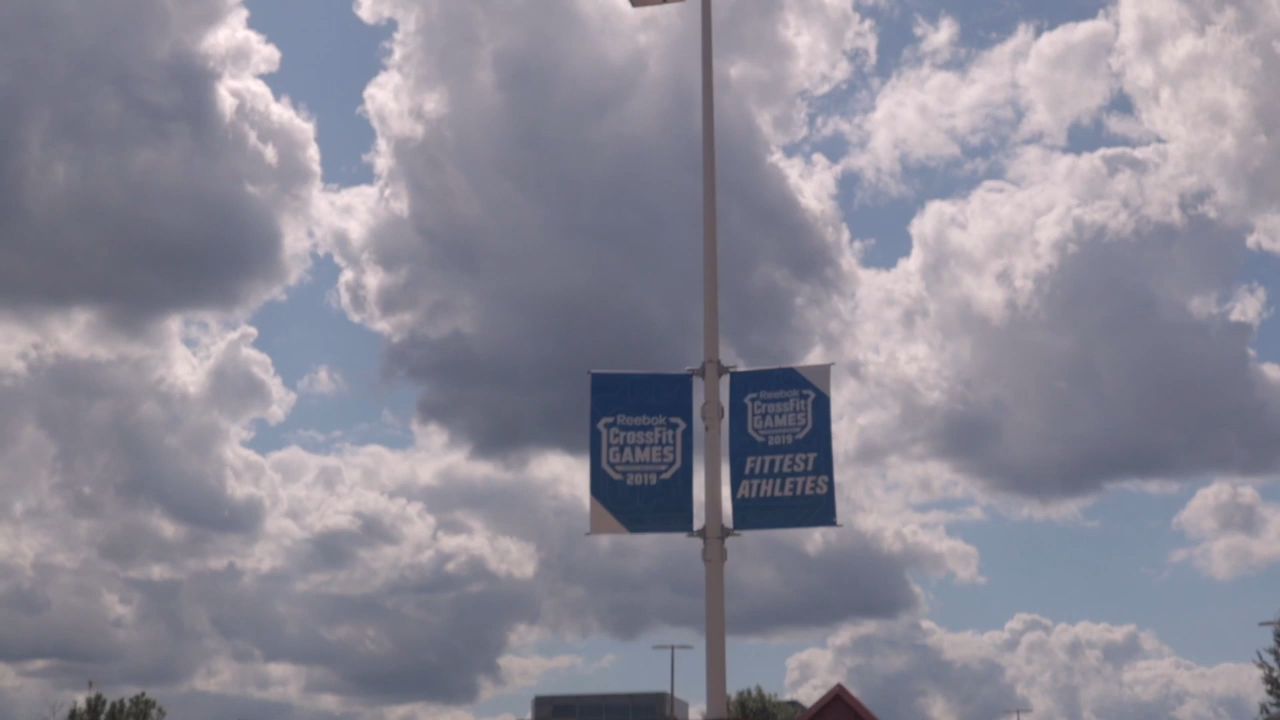 Reebok
CrossFit
GAMES
2019
Reebok
CrossFit
GAMES
2019
FITTEST
ATHLETES